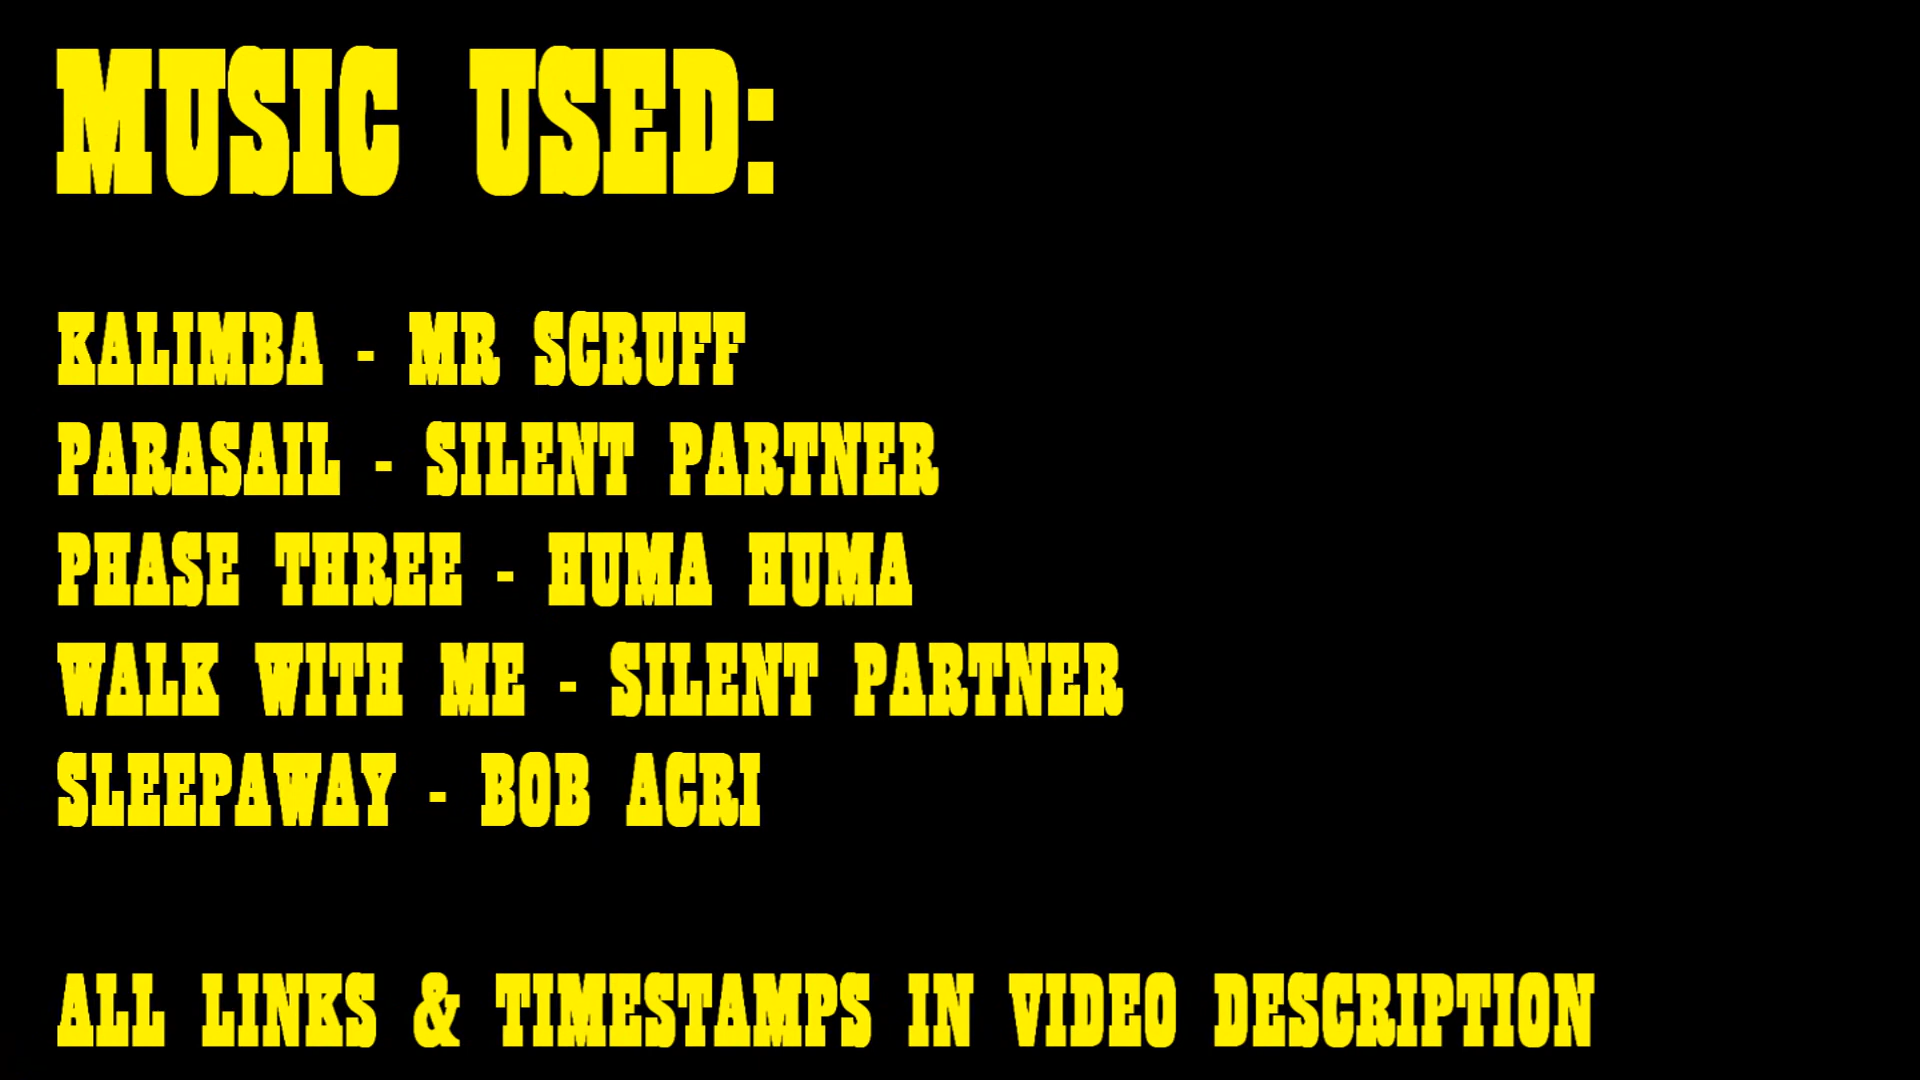 MUSIC USED:
KALIMBA - MR SCRUFF
PARASAIL - SILENT PARTNER
PHASE THREE - HUMA HUMA
WALK WITH ME - SILENT PARTNER
SLEEPAWAY - BOB ACRI
ALL LINKS & TIMESTAMPS IN VIDEO DESCRIPTION